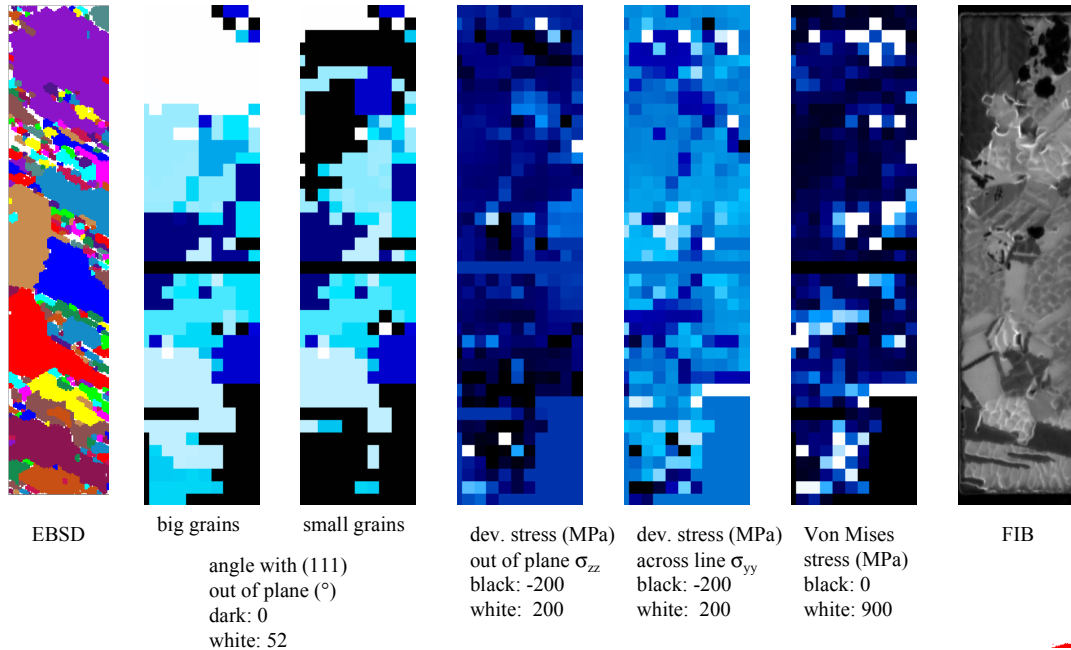 EBSD
big grains
small grains
angle with (111)
out of plane (°)
dark: 0
white: 52
dev. stress (MPa)
out of plane σzz
black: -200
white: 200
dev. stress (MPa)
across line σyy
black: -200
white: 200
Von Mises
stress (MPa)
black: 0
white: 900
FIB